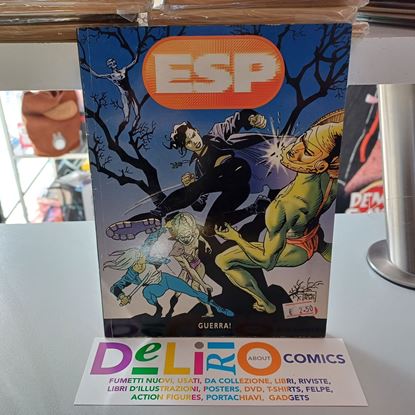 ESP
€ 2.50
GUERRA!
DeLiRIO ABOUT COMICS
FUMETTI NUOVI, USATI, DA COLLEZIONE, LIBRI, RIVISTE,
LIBRI D'ILLUSTRAZIONI, POSTERS, DVD, T-SHIRTS, FELPE,
ACTION FIGURES, PORTACHIAVI, GADGETS